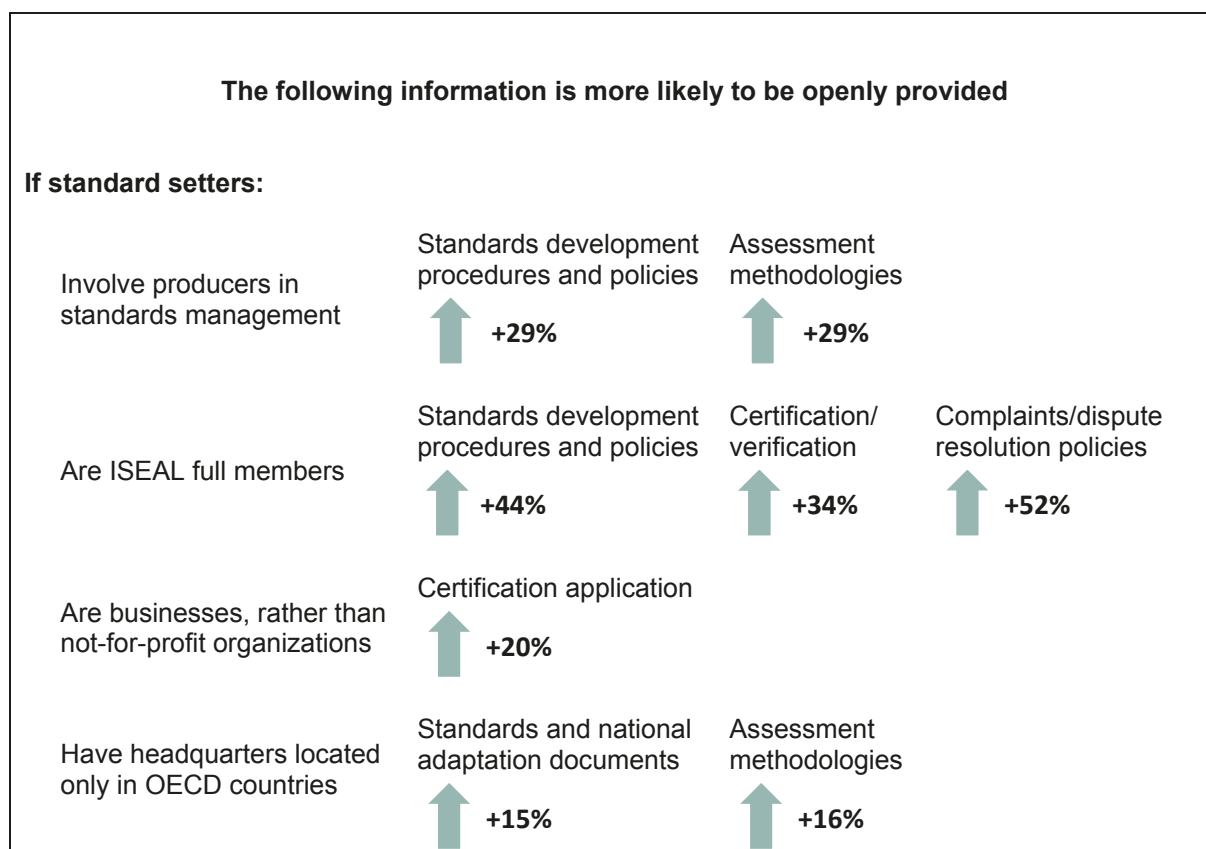 The following information is more likely to be openly provided
If standard setters:
Involve producers in
standards management
Standards development
procedures and policies
+29%
Assessment
methodologies
+29%
Are ISEAL full members
Standards development
procedures and policies
+44%
Certification/
verification
+34%
Complaints/dispute
resolution policies
+52%
Are businesses, rather than
not-for-profit organizations
Certification application
+20%
Have headquarters located
only in OECD countries
Standards and national
adaptation documents
+15%
Assessment
methodologies
+16%